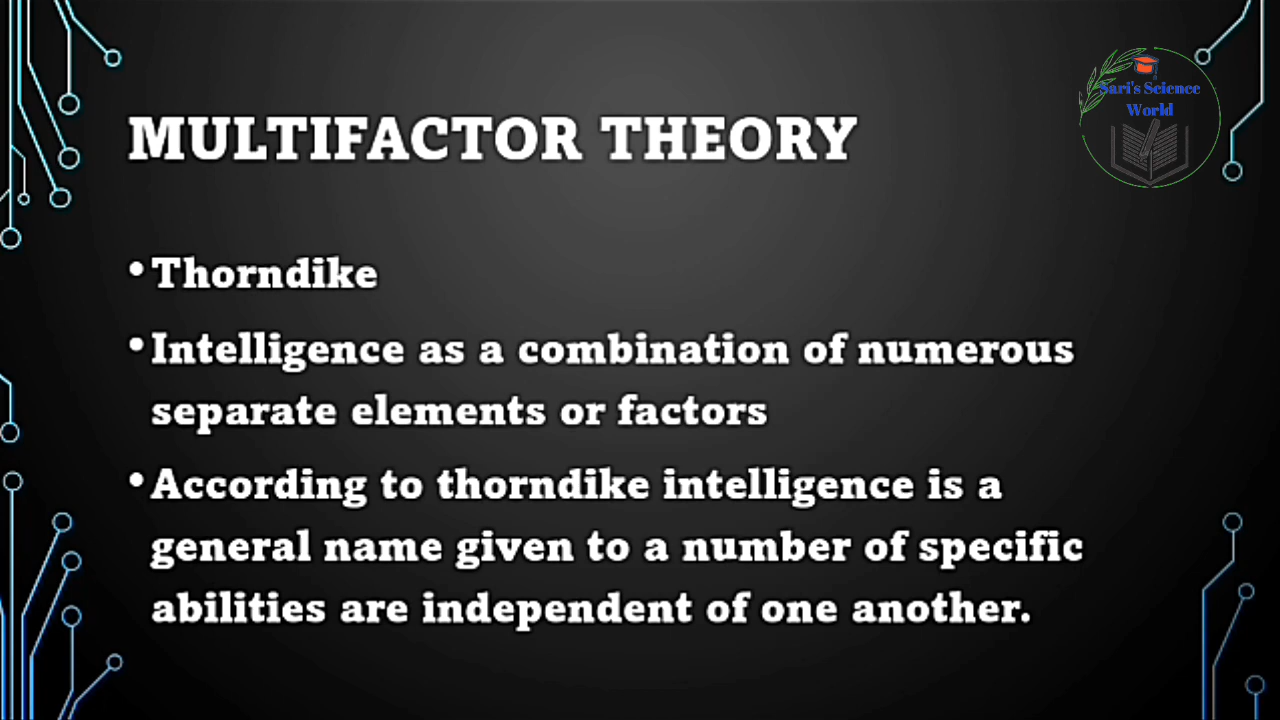 Sari's Science
World
MULTIFACTOR THEORY
• Thorndike
• Intelligence as a combination of numerous
separate elements or factors
• According to thorndike intelligence is a
general name given to a number of specific
abilities are independent of one another.